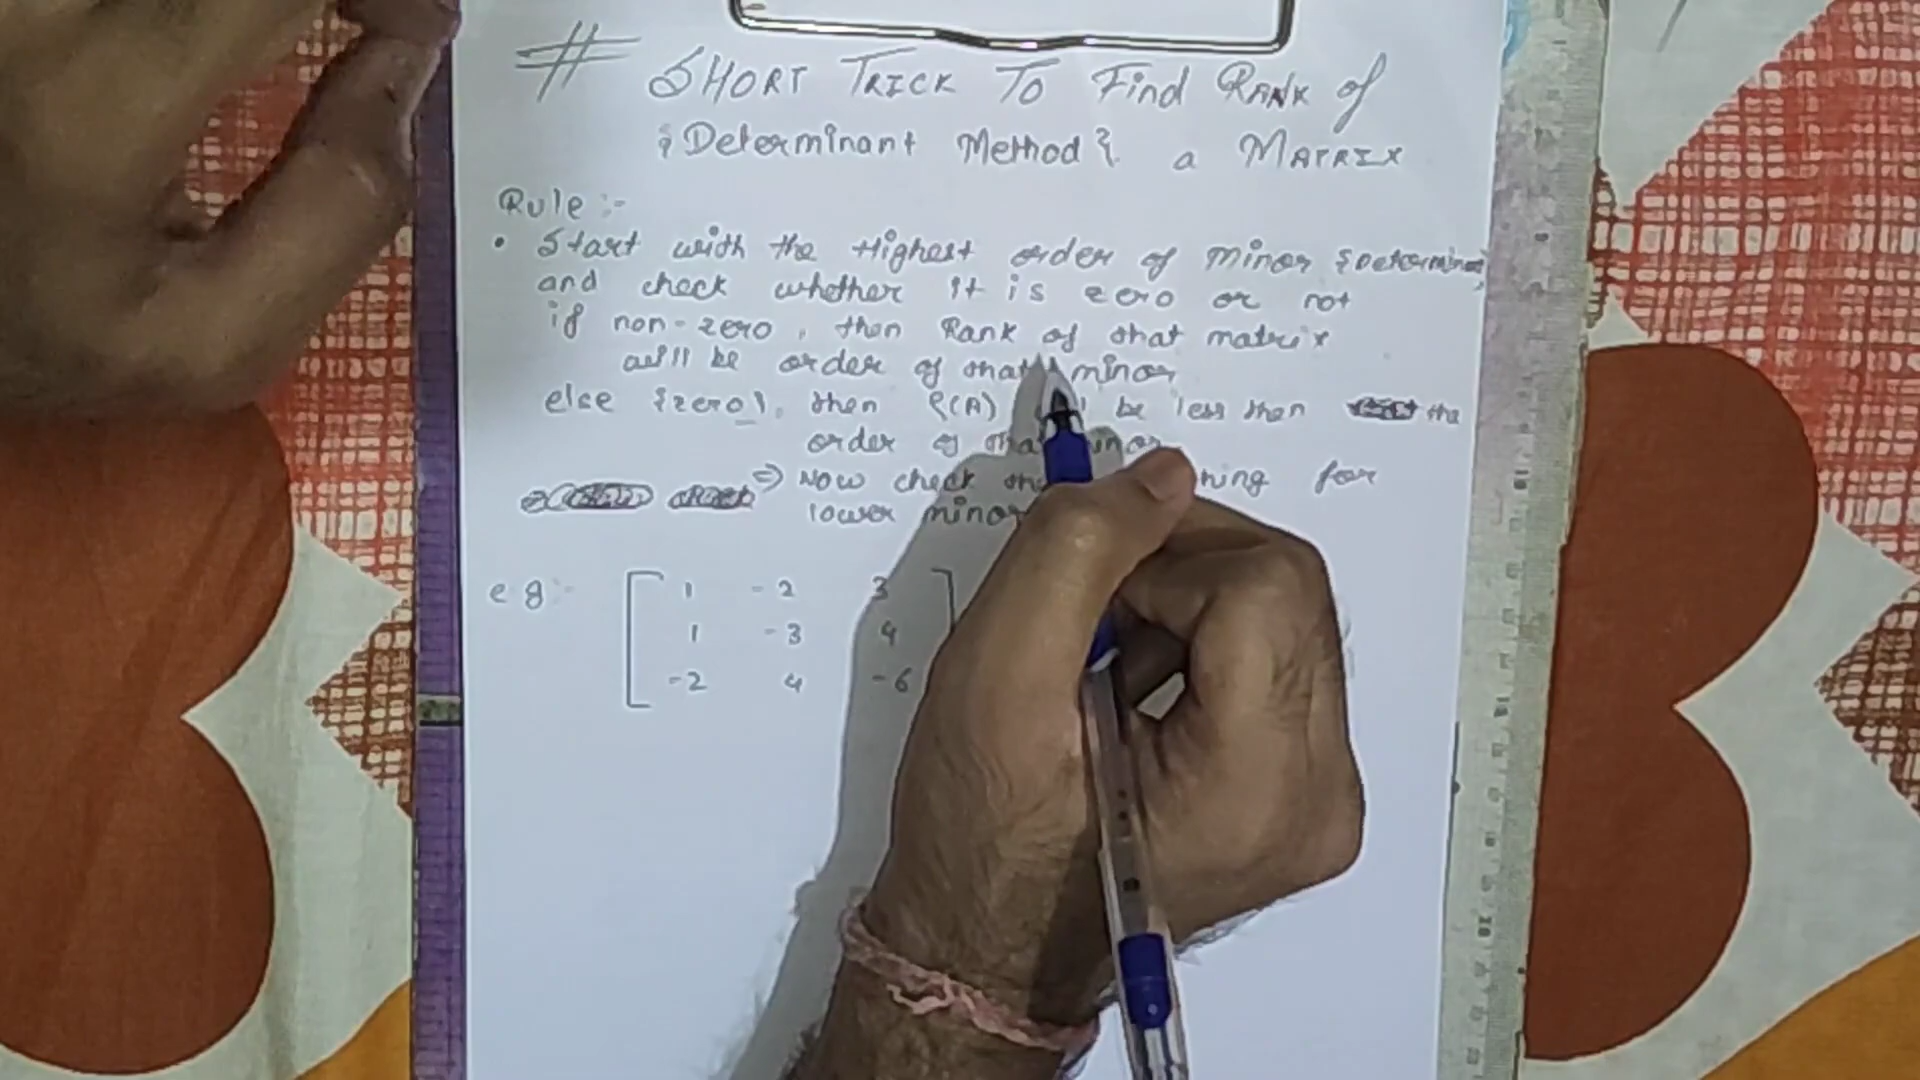 # SHORT TRICK TO Find RANK of
{Determinant Method} a MATRIX
Rule :-
• Start with the Highest order of minor {Determinant}
and check whether it is zero or not
if non-zero, then Rank of that matrix
will be order of that minor
else {zero}, then ρ(A) be less then the
order of that minor
⇒ Now check for
lower minor
eg:- 1 -2 3
1 -3 4
-2 4 -6